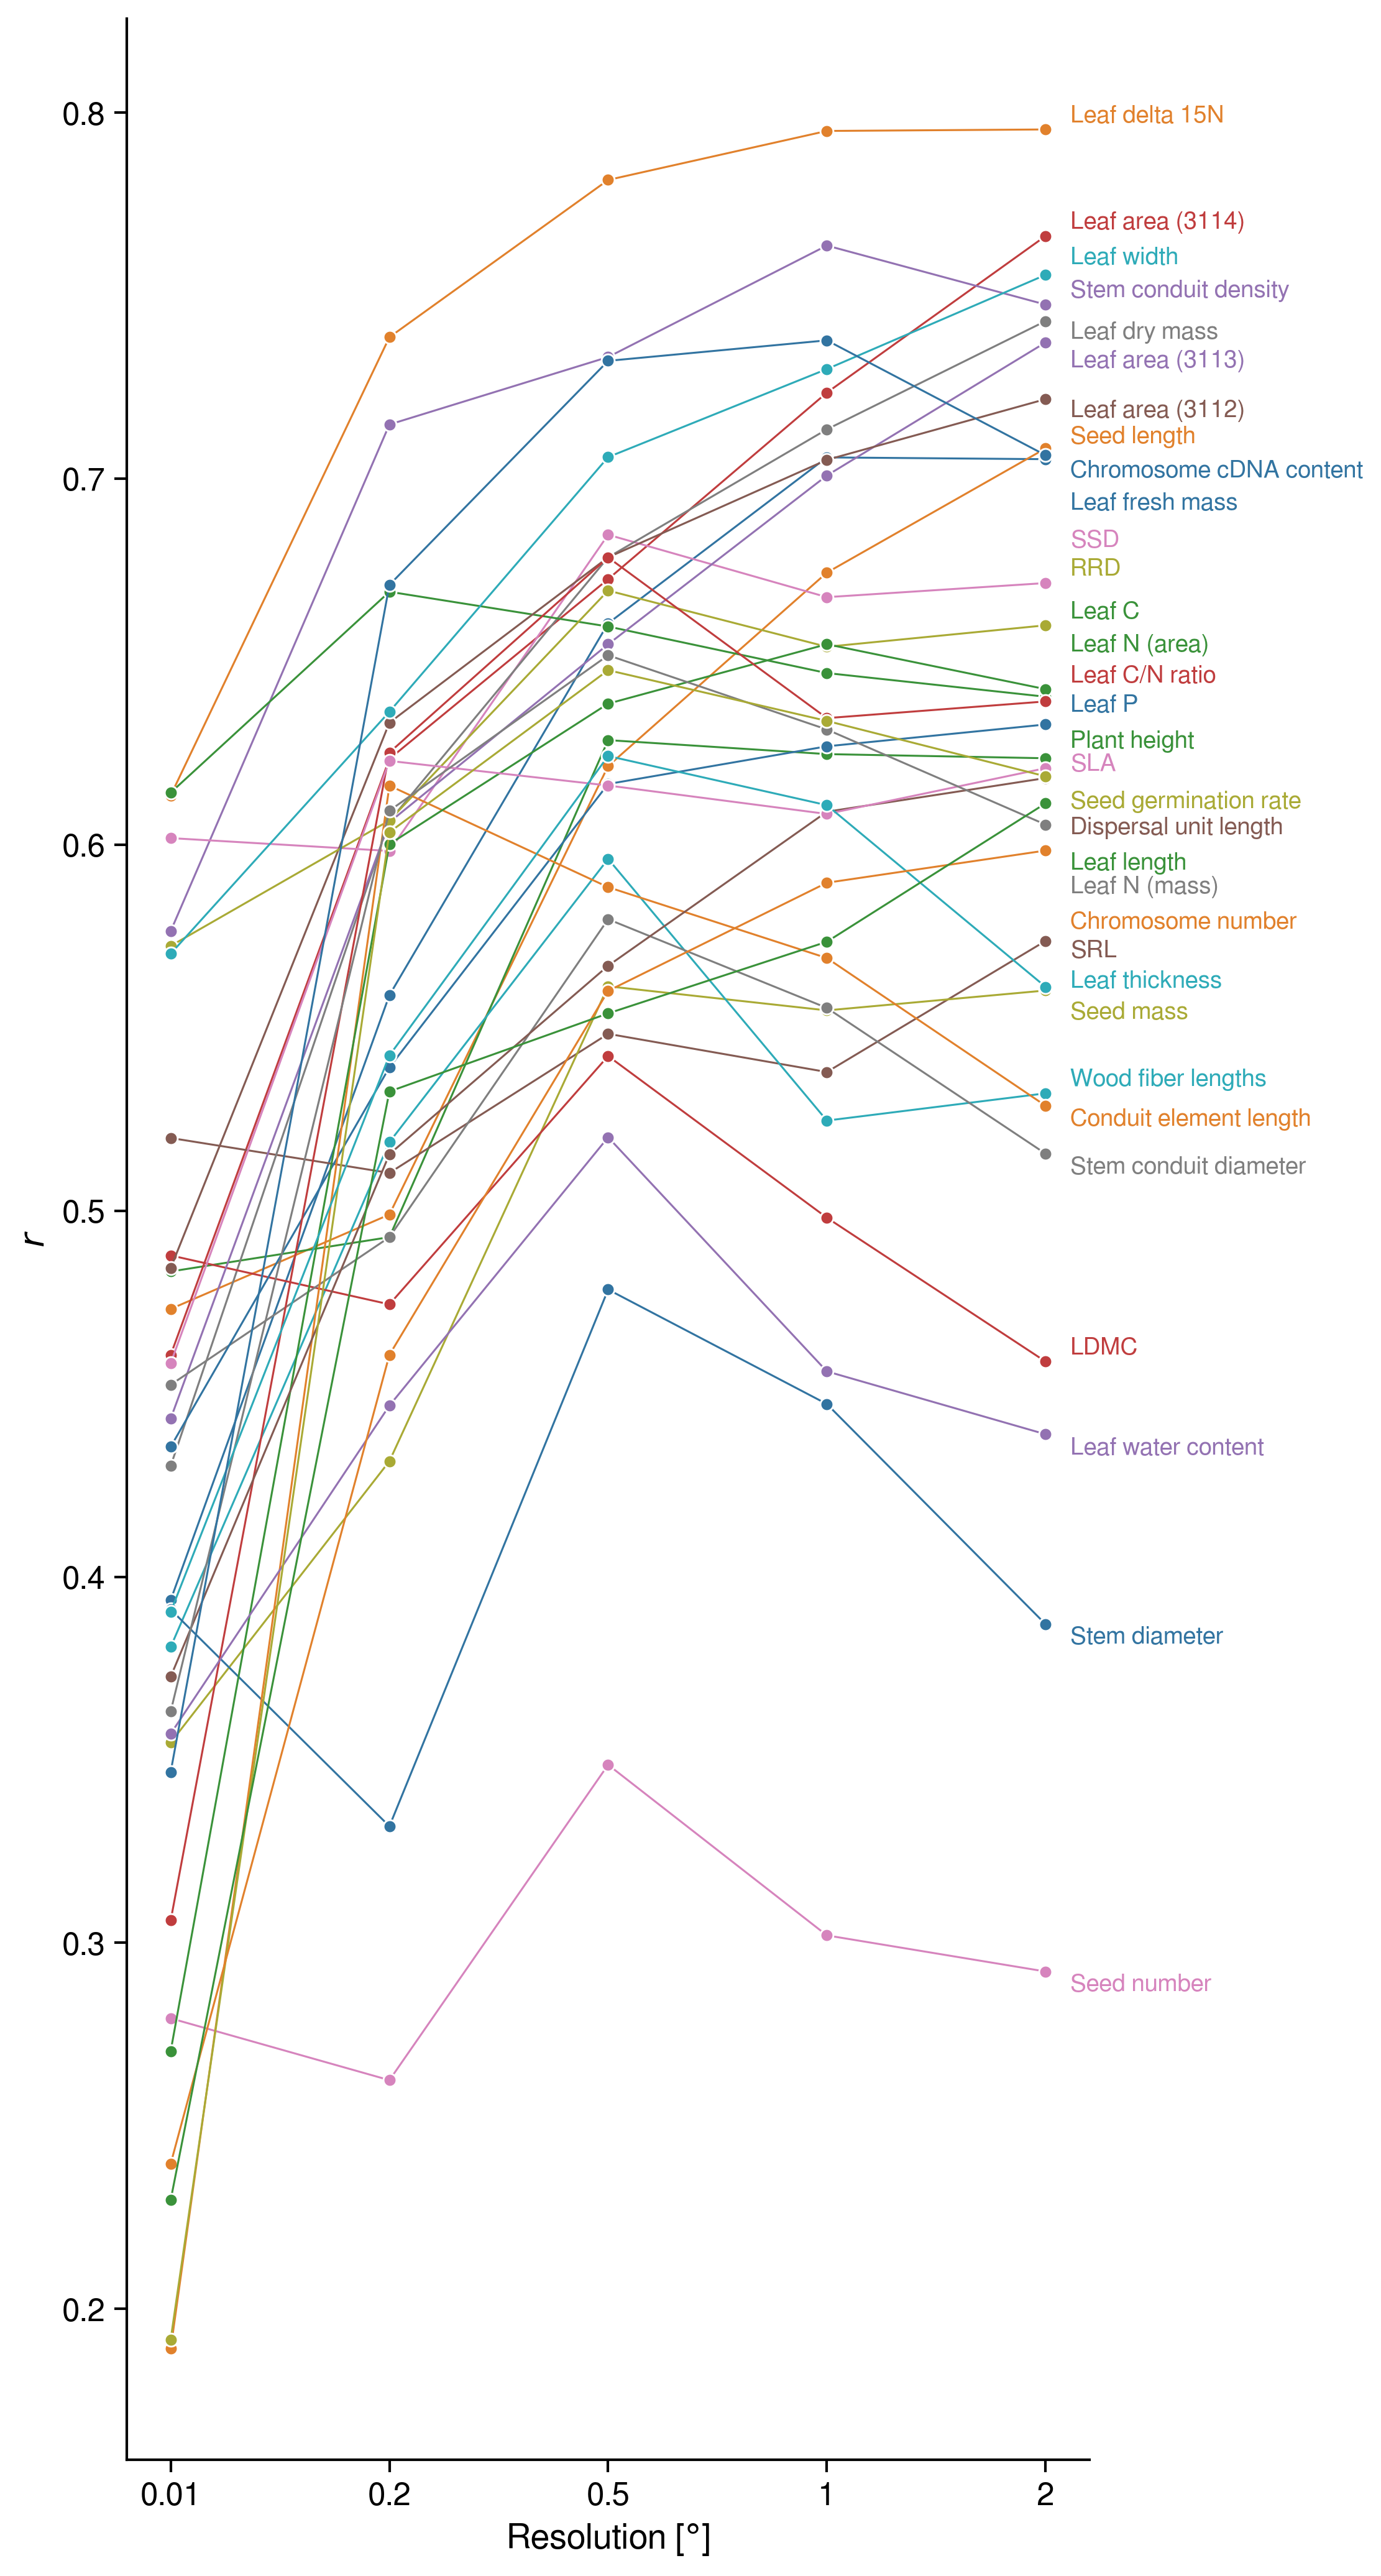 0.8
0.7
0.6
0.5
0.4
0.3
0.2
r
0.01
0.2
0.5
1
2
Resolution [°]
Leaf delta 15N
Leaf area (3114)
Leaf width
Stem conduit density
Leaf dry mass
Leaf area (3113)
Leaf area (3112)
Seed length
Chromosome cDNA content
Leaf fresh mass
SSD
RRD
Leaf C
Leaf N (area)
Leaf C/N ratio
Leaf P
Plant height
SLA
Seed germination rate
Dispersal unit length
Leaf length
Leaf N (mass)
Chromosome number
SRL
Leaf thickness
Seed mass
Wood fiber lengths
Conduit element length
Stem conduit diameter
LDMC
Leaf water content
Stem diameter
Seed number